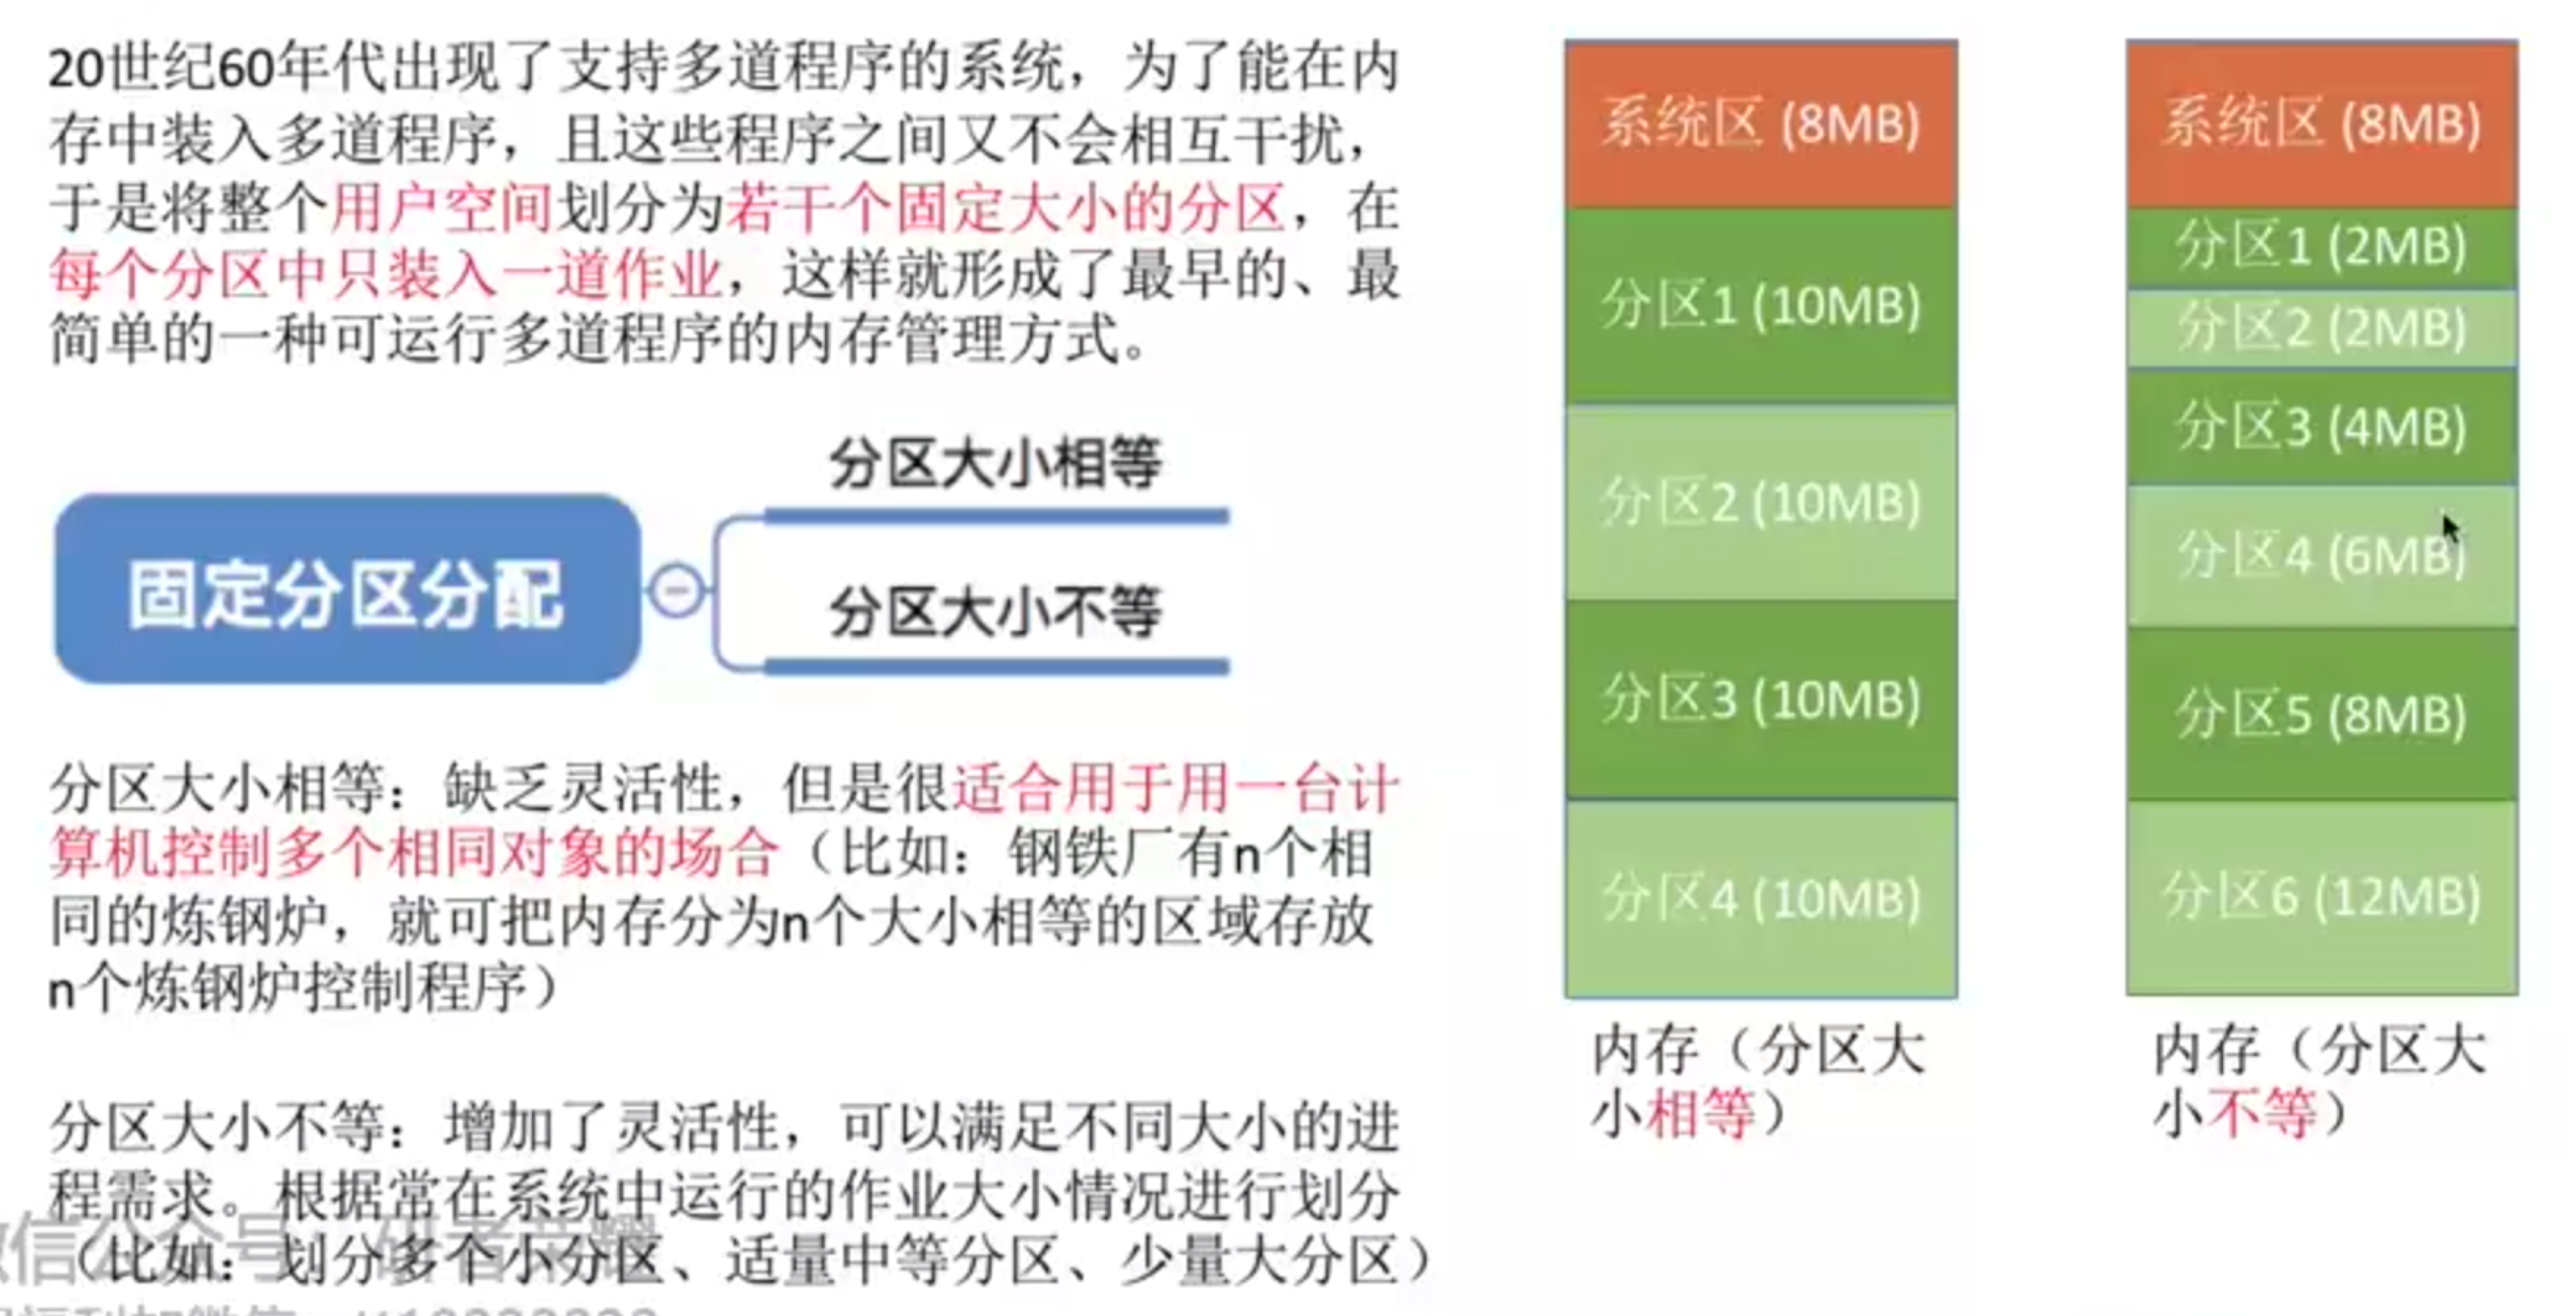 20世纪60年代出现了支持多道程序的系统，为了能在内
存中装入多道程序，且这些程序之间又不会相互干扰，
于是将整个用户空间划分为若干个固定大小的分区，在
每个分区中只装入一道作业，这样就形成了最早的、最
简单的一种可运行多道程序的内存管理方式。
固定分区分配
分区大小相等
分区大小不等
分区大小相等：缺乏灵活性，但是很适合用于用一台计
算机控制多个相同对象的场合（比如：钢铁厂有n个相
同的炼钢炉，就可把内存分为n个大小相等的区域存放
n个炼钢炉控制程序）
分区大小不等：增加了灵活性，可以满足不同大小的进
程需求。根据常在系统中运行的作业大小情况进行划分
（比如：划分多个小分区、适量中等分区、少量大分区）
系统区 (8MB)
分区1 (10MB)
分区2 (10MB)
分区3 (10MB)
分区4 (10MB)
内存（分区大
小相等）
系统区 (8MB)
分区1 (2MB)
分区2 (2MB)
分区3 (4MB)
分区4 (6MB)
分区5 (8MB)
分区6 (12MB)
内存（分区大
小不等）
信公众号